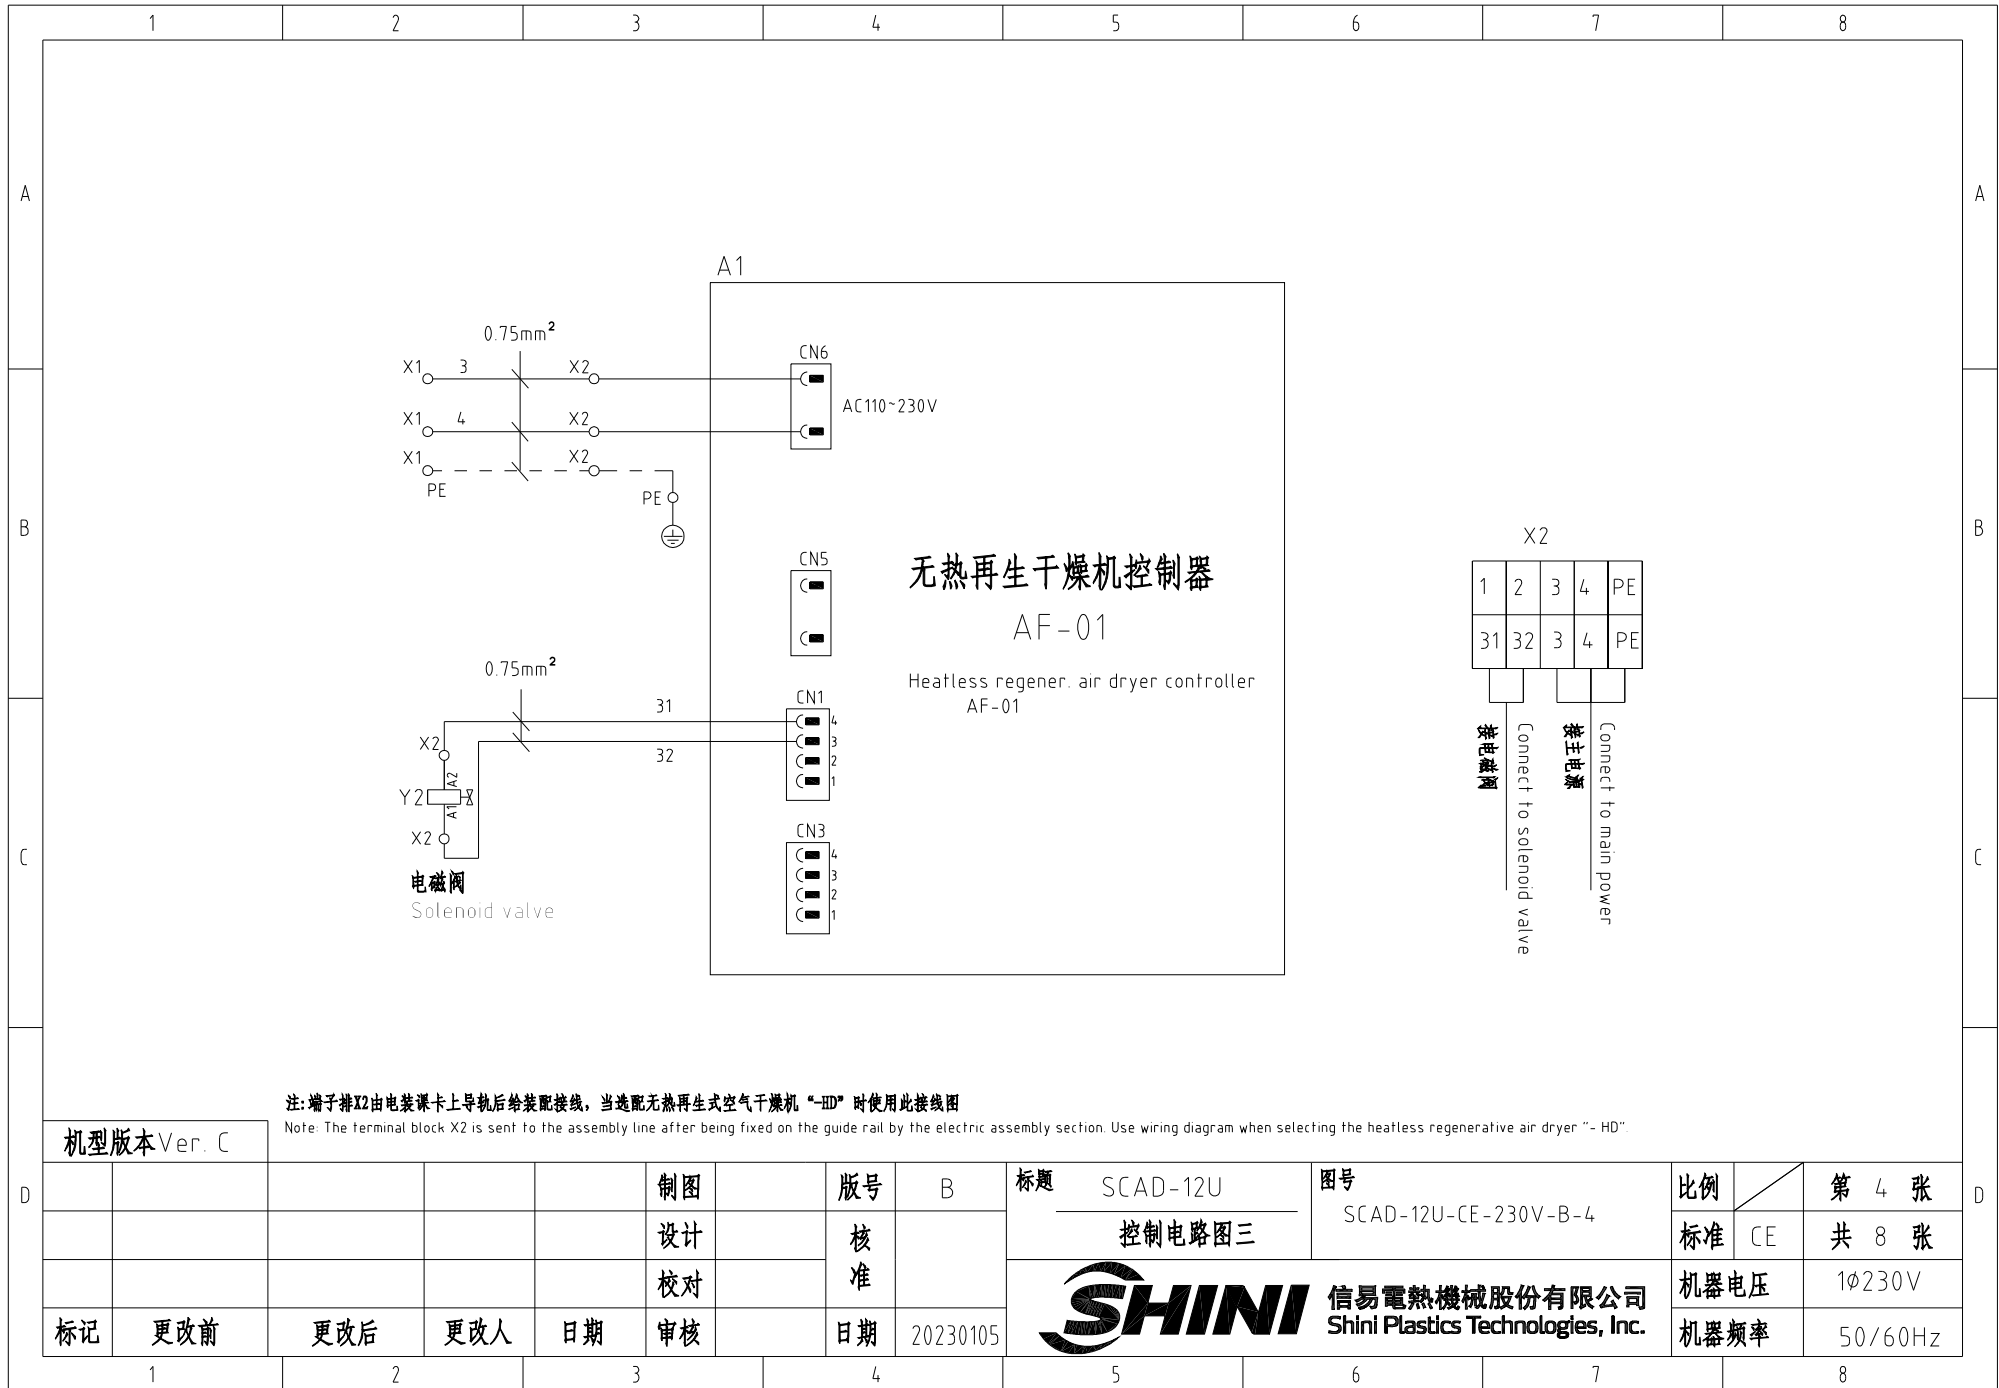 1 2 3 4 5 6 7 8
A A
A1
0.75mm²
X1 3 X2 CN6
AC110~230V
X1 4 X2
X1 X2
PE
PE
B B
X2
CN5
无热再生干燥机控制器
1 2 3 4 PE
AF-01
31 32 3 4 PE
0.75mm²
Heatless regener. air dryer controller
AF-01
31 CN1
4
3
2
1
32
X2
A2
Y2
A1
X2
接电磁阀
Connect to solenoid valve
接主电源
Connect to main power
CN3
4
3
2
1
C C
电磁阀
Solenoid valve
注:端子排X2由电装课卡上导轨后给装配接线，当选配无热再生式空气干燥机“-HD”时使用此接线图
Note: The terminal block X2 is sent to the assembly line after being fixed on the guide rail by the electric assembly section. Use wiring diagram when selecting the heatless regenerative air dryer "- HD".
机型版本Ver. C
D D
制图 版号 B 标题 SCAD-12U 图号 比例 第 4 张
SCAD-12U-CE-230V-B-4
设计 核准 控制电路图三 标准 CE 共 8 张
校对 机器电压 1φ230V
SHINI 信易電熱機械股份有限公司
Shini Plastics Technologies, Inc.
标记 更改前 更改后 更改人 日期 审核 日期 20230105 机器频率 50/60Hz
1 2 3 4 5 6 7 8